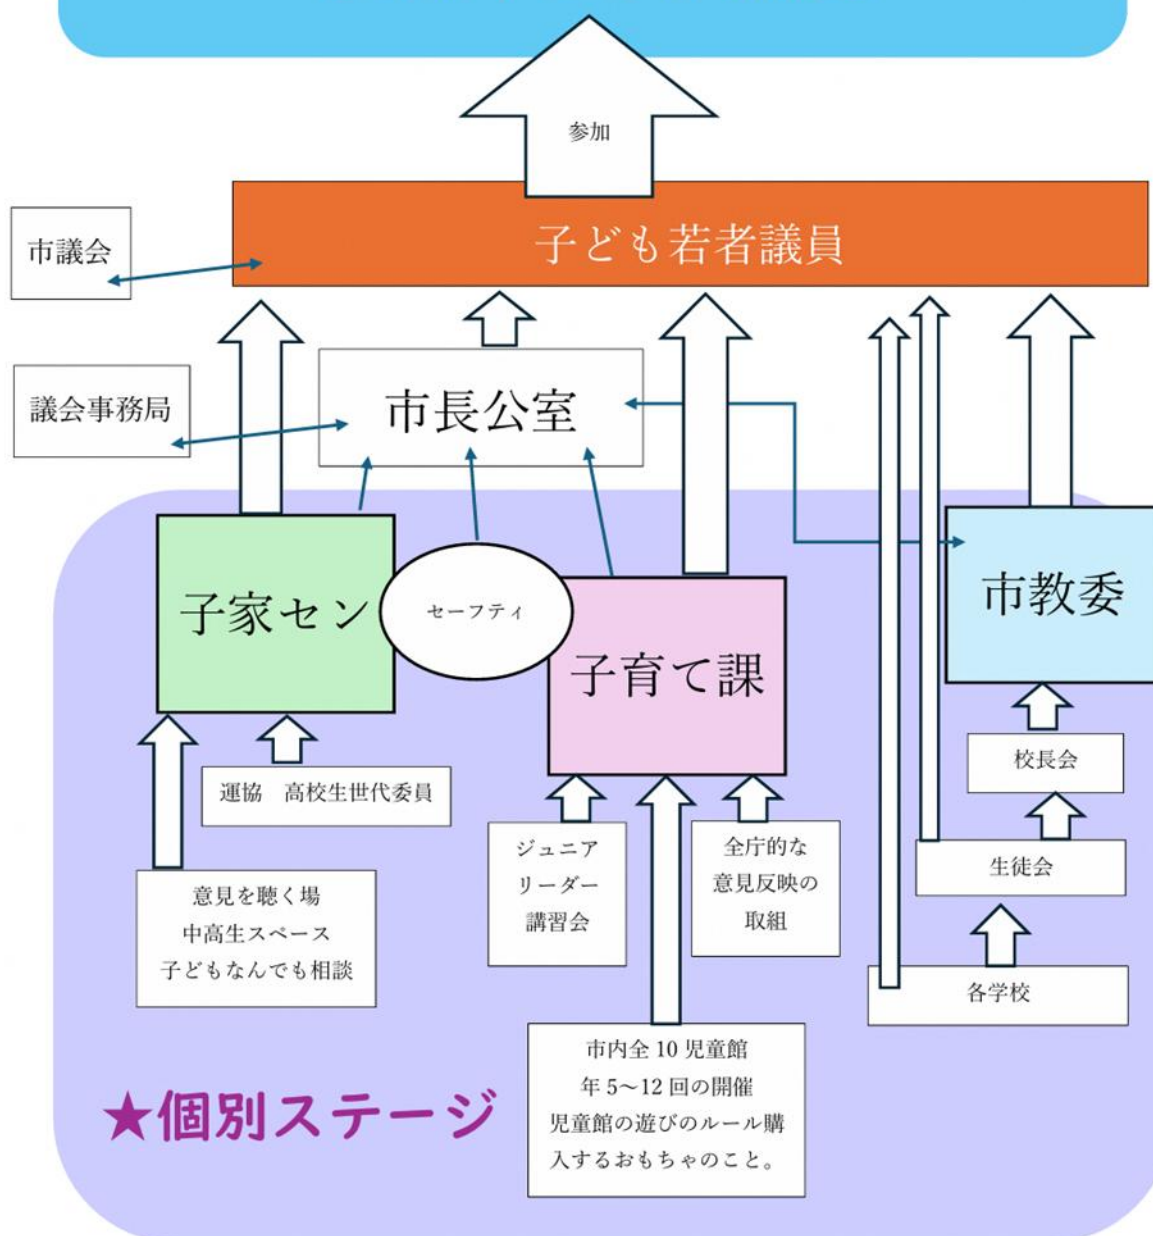 参加
子ども若者議員
市議会
議会事務局
市長公室
子家セン
セーフティ
子育て課
市教委
運協　高校生世代委員
意見を聴く場
中高生スペース
子どもなんでも相談
ジュニア
リーダー
講習会
全庁的な
意見反映の
取組
校長会
生徒会
各学校
市内全 10 児童館
年 5～12 回の開催
児童館の遊びのルール購
入するおもちゃのこと。
★個別ステージ